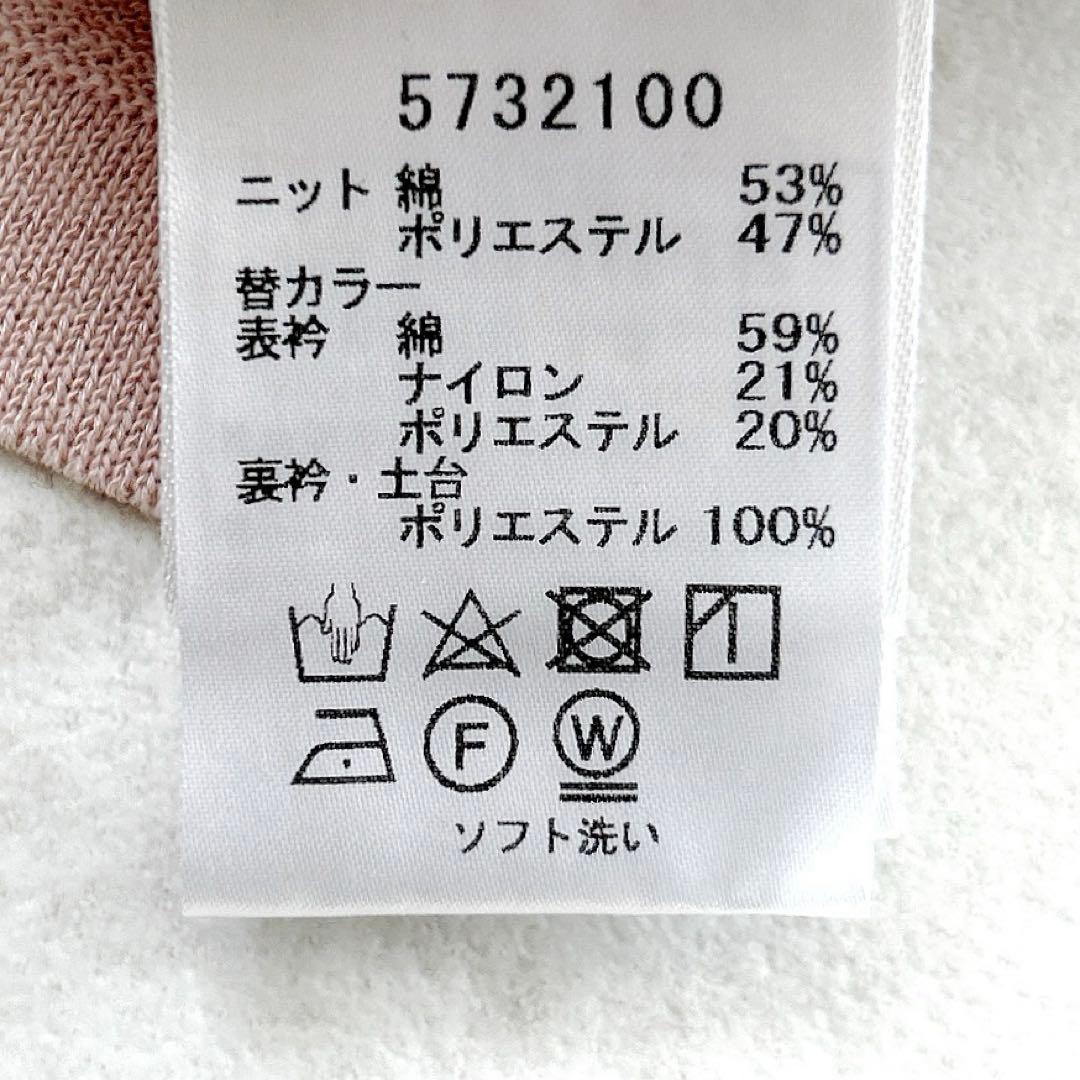 5732100
ニット 綿 53%
ポリエステル 47%
替カラー
表衿 綿 59%
ナイロン 21%
ポリエステル 20%
裏衿・土台
ポリエステル 100%
F W
ソフト洗い